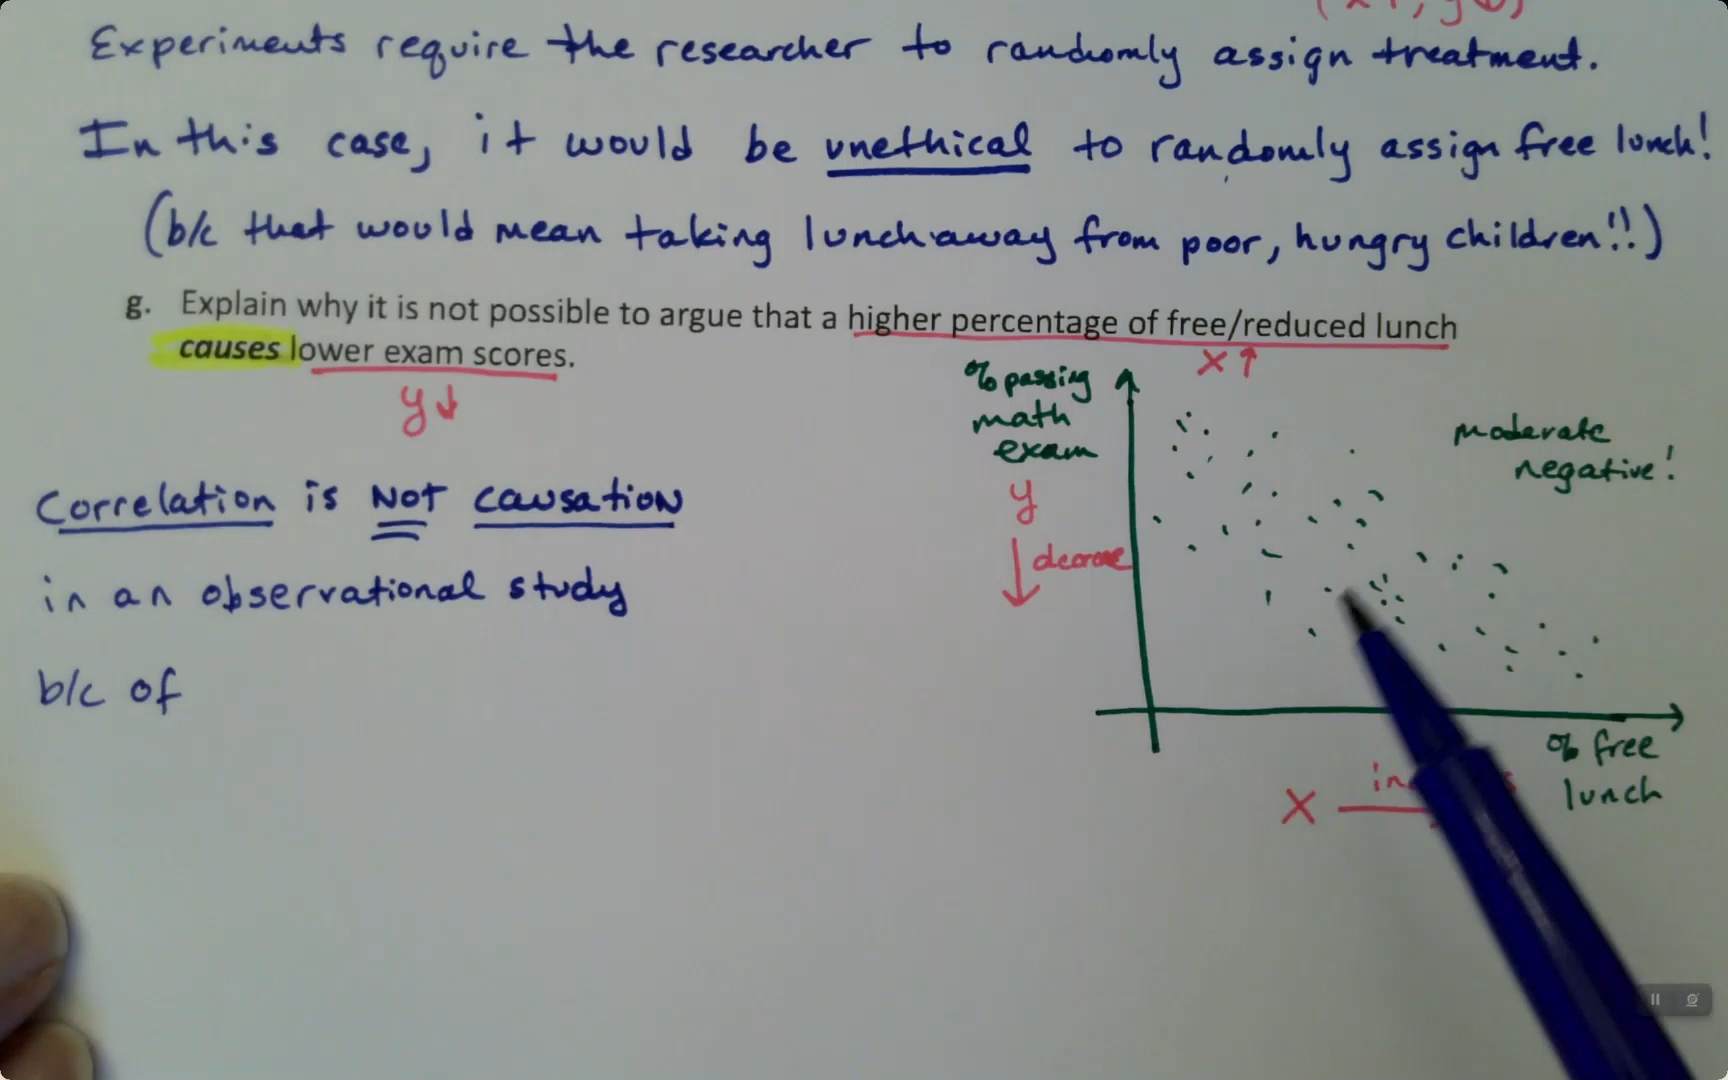 Experiments require the researcher to randomly assign treatment.
In this case, it would be unethical to randomly assign free lunch!
(b/c that would mean taking lunch away from poor, hungry children!!)
g. Explain why it is not possible to argue that a higher percentage of free/reduced lunch
causes lower exam scores.
x↑
y↓
% passing
math
exam
y
↓ decrease
moderate
negative!
Correlation is NOT causation
in an observational study
b/c of
% free
lunch
x